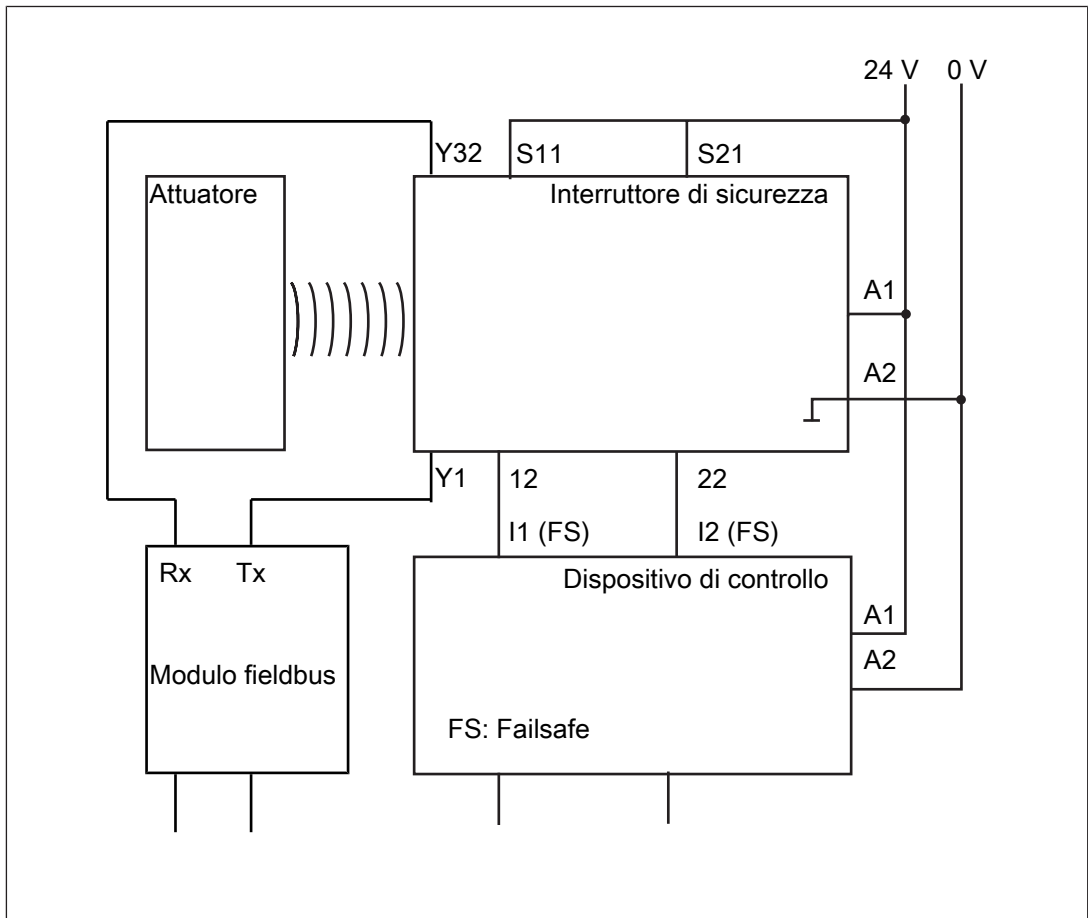 24 V 0 V
Y32 S11 S21
Attuatore Interruttore di sicurezza
A1
A2
Y1 12 22
I1 (FS) I2 (FS)
Rx Tx Dispositivo di controllo
A1
A2
Modulo fieldbus
FS: Failsafe